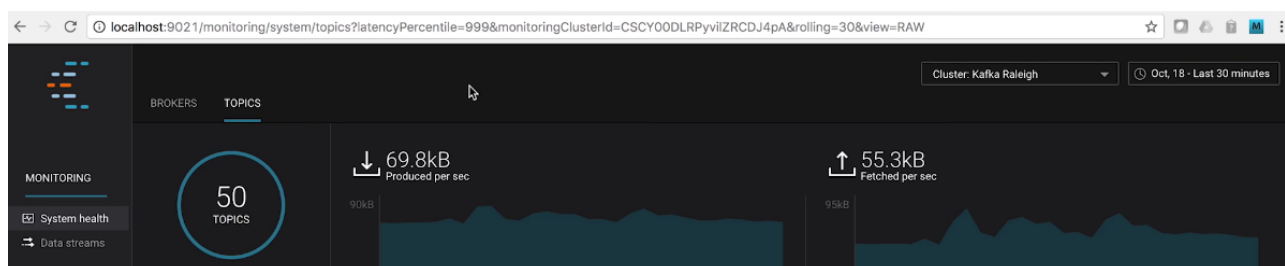 localhost:9021/monitoring/system/topics?latencyPercentile=999&monitoringClusterId=CSCY00DLRPyvilZRCDJ4pA&rolling=30&view=RAW
M
Cluster: Kafka Raleigh
Oct, 18 - Last 30 minutes
BROKERS TOPICS
MONITORING
System health
Data streams
50
TOPICS
69.8kB
Produced per sec
90kB
55.3kB
Fetched per sec
95kB